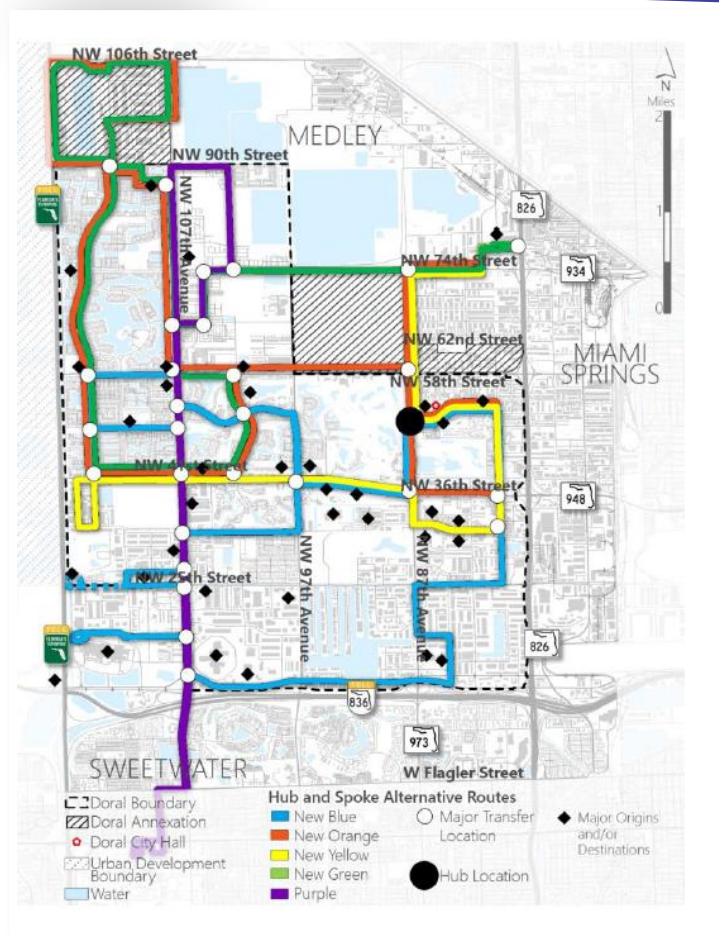 NW 106th Street
N
Miles
2
MEDLEY
NW 90th Street
826
NW 107th Avenue
1
NW 74th Street
934
0
NW 62nd Street
MIAMI
SPRINGS
NW 58th Street
NW 41st Street
NW 36th Street
948
NW 25th Street
NW 97th Avenue
NW 87th Avenue
826
TOLL
836
973
SWEETWATER
W Flagler Street
Doral Boundary
Doral Annexation
Doral City Hall
Urban Development
Boundary
Water
Hub and Spoke Alternative Routes
New Blue
New Orange
New Yellow
New Green
Purple
Major Transfer
Location
Hub Location
Major Origins
and/or
Destinations